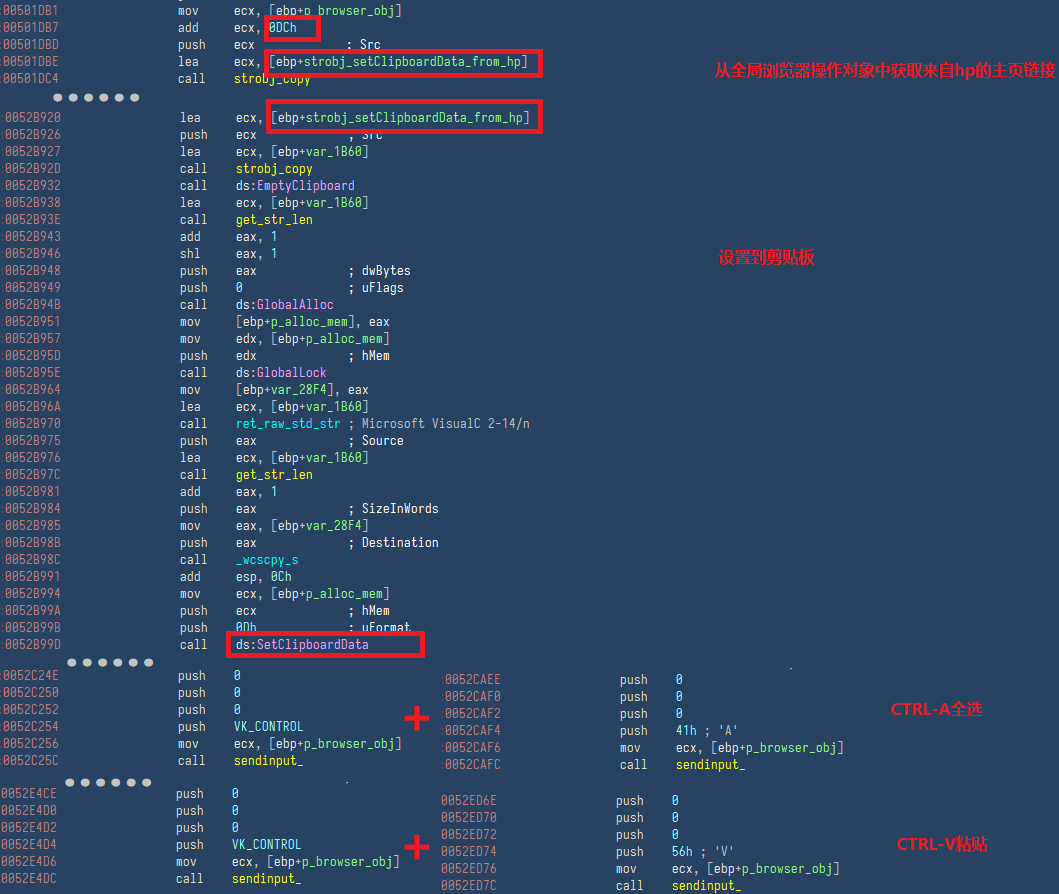 :00501DB1 mov ecx, [ebp+p_browser_obj]
:00501DB7 add ecx, 0DCh
:00501DBD push ecx ; Src
:00501DBE lea ecx, [ebp+strobj_setClipboardData_from_hp]
:00501DC4 call strobj_copy
从全局浏览器操作对象中获取来自hp的主页链接
:0052B920 lea ecx, [ebp+strobj_setClipboardData_from_hp]
:0052B926 push ecx ; Src
:0052B927 lea ecx, [ebp+var_1B60]
:0052B92D call strobj_copy
:0052B932 call ds:EmptyClipboard
:0052B938 lea ecx, [ebp+var_1B60]
:0052B93E call get_str_len
:0052B943 add eax, 1
:0052B946 shl eax, 1
设置到剪贴板
:0052B948 push eax ; dwBytes
:0052B949 push 0 ; uFlags
:0052B94B call ds:GlobalAlloc
:0052B951 mov [ebp+p_alloc_mem], eax
:0052B957 mov edx, [ebp+p_alloc_mem]
:0052B95D push edx ; hMem
:0052B95E call ds:GlobalLock
:0052B964 mov [ebp+var_28F4], eax
:0052B96A lea ecx, [ebp+var_1B60]
:0052B970 call ret_raw_std_str ; Microsoft VisualC 2-14/n
:0052B975 push eax ; Source
:0052B976 lea ecx, [ebp+var_1B60]
:0052B97C call get_str_len
:0052B981 add eax, 1
:0052B984 push eax ; SizeInWords
:0052B985 mov eax, [ebp+var_28F4]
:0052B98B push eax ; Destination
:0052B98C call _wcscpy_s
:0052B991 add esp, 0Ch
:0052B994 mov ecx, [ebp+p_alloc_mem]
:0052B99A push ecx ; hMem
:0052B99B push 0Dh ; uFormat
:0052B99D call ds:SetClipboardData
:0052C24E push 0
:0052C250 push 0
:0052C252 push 0
:0052C254 push VK_CONTROL
:0052C256 mov ecx, [ebp+p_browser_obj]
:0052C25C call sendinput_
+
:0052CAEE push 0
:0052CAF0 push 0
:0052CAF2 push 0
:0052CAF4 push 41h ; 'A'
:0052CAF6 mov ecx, [ebp+p_browser_obj]
:0052CAFC call sendinput_
CTRL-A全选
0052E4CE push 0
0052E4D0 push 0
0052E4D2 push 0
0052E4D4 push VK_CONTROL
0052E4D6 mov ecx, [ebp+p_browser_obj]
0052E4DC call sendinput_
+
0052ED6E push 0
0052ED70 push 0
0052ED72 push 0
0052ED74 push 56h ; 'V'
0052ED76 mov ecx, [ebp+p_browser_obj]
0052ED7C call sendinput_
CTRL-V粘贴